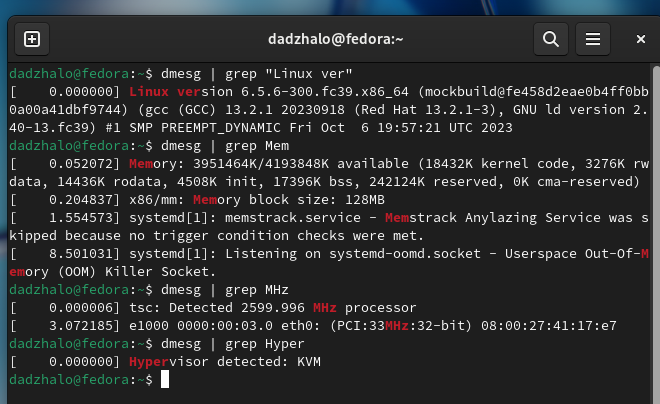 dadzhalo@fedora:~
dadzhalo@fedora:~$ dmesg | grep "Linux ver"
[    0.000000] Linux version 6.5.6-300.fc39.x86_64 (mockbuild@fe458d2eae0b4ff0bb
0a00a41dbf9744) (gcc (GCC) 13.2.1 20230918 (Red Hat 13.2.1-3), GNU ld version 2.
40-13.fc39) #1 SMP PREEMPT_DYNAMIC Fri Oct  6 19:57:21 UTC 2023
dadzhalo@fedora:~$ dmesg | grep Mem
[    0.052072] Memory: 3951464K/4193848K available (18432K kernel code, 3276K rw
data, 14436K rodata, 4508K init, 17396K bss, 242124K reserved, 0K cma-reserved)
[    0.204837] x86/mm: Memory block size: 128MB
[    1.554573] systemd[1]: memstrack.service - Memstrack Anylazing Service was s
kipped because no trigger condition checks were met.
[    8.501031] systemd[1]: Listening on systemd-oomd.socket - Userspace Out-Of-M
emory (OOM) Killer Socket.
dadzhalo@fedora:~$ dmesg | grep MHz
[    0.000006] tsc: Detected 2599.996 MHz processor
[    3.072185] e1000 0000:00:03.0 eth0: (PCI:33MHz:32-bit) 08:00:27:41:17:e7
dadzhalo@fedora:~$ dmesg | grep Hyper
[    0.000000] Hypervisor detected: KVM
dadzhalo@fedora:~$